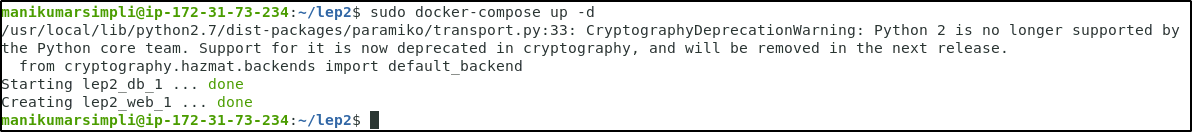 manikumarsimpli@ip-172-31-73-234:~/lep2$ sudo docker-compose up -d
/usr/local/lib/python2.7/dist-packages/paramiko/transport.py:33: CryptographyDeprecationWarning: Python 2 is no longer supported by
the Python core team. Support for it is now deprecated in cryptography, and will be removed in the next release.
  from cryptography.hazmat.backends import default_backend
Starting lep2_db_1 ... done
Creating lep2_web_1 ... done
manikumarsimpli@ip-172-31-73-234:~/lep2$